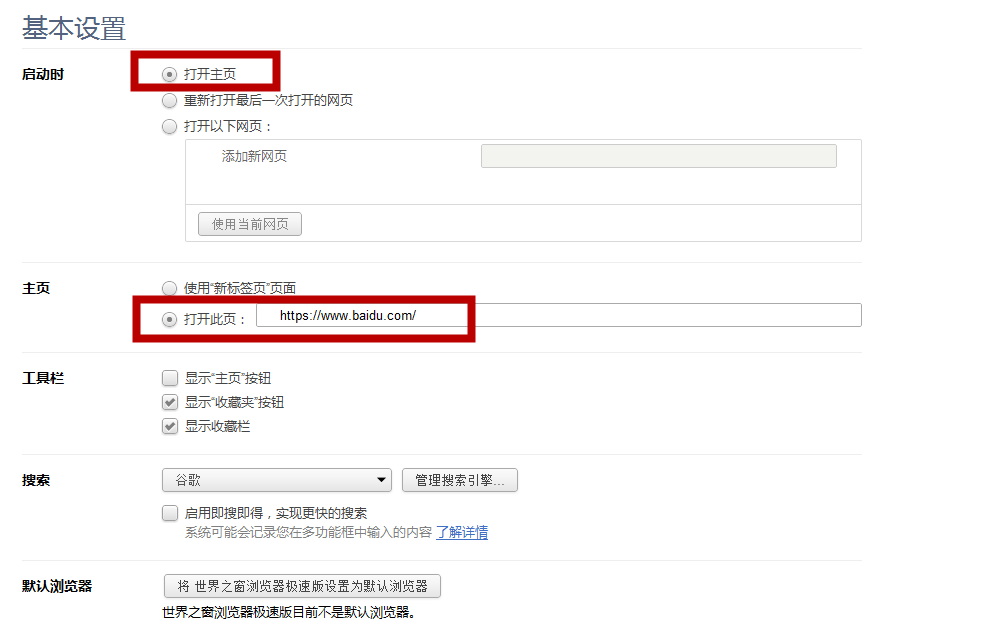 基本设置
启动时
打开主页
重新打开最后一次打开的网页
打开以下网页：
添加新网页
使用当前网页
主页
使用“新标签页”页面
打开此页： https://www.baidu.com/
工具栏
显示“主页”按钮
显示“收藏夹”按钮
显示收藏栏
搜索
谷歌 管理搜索引擎...
启用即搜即得，实现更快的搜索
系统可能会记录您在多功能框中输入的内容 了解详情
默认浏览器
将 世界之窗浏览器极速版设置为默认浏览器
世界之窗浏览器极速版目前不是默认浏览器。